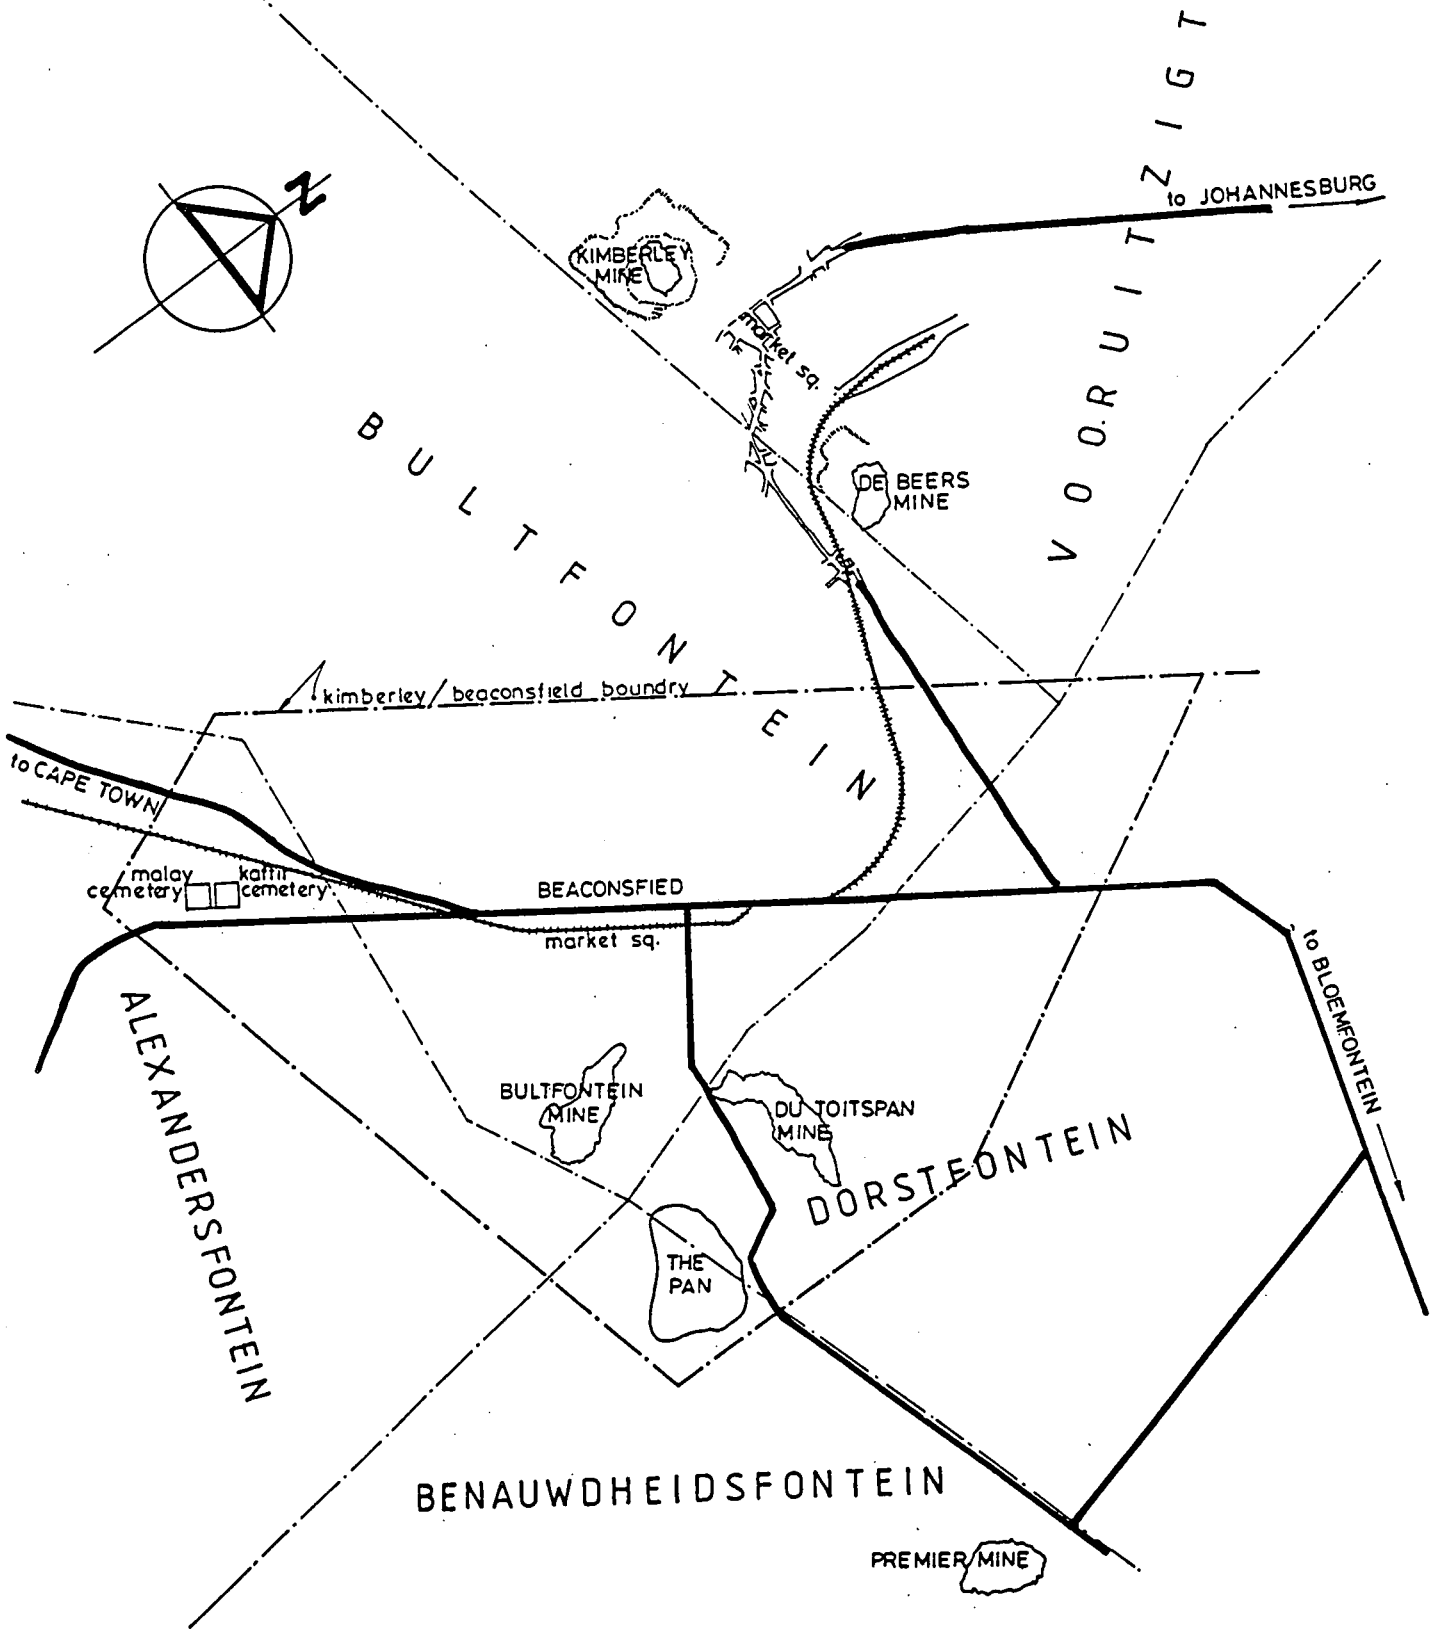 N
to JOHANNESBURG
VOORUITZIGT
KIMBERLEY
MINE
market sq.
DE BEERS
MINE
BULTFONTEIN
kimberley/beaconsfield boundry
to CAPE TOWN
malay
cemetery
kaffir
cemetery
BEACONSFIED
market sq.
to BLOEMFONTEIN
ALEXANDERSFONTEIN
BULTFONTEIN
MINE
DU TOITSPAN
MINE
DORSTFONTEIN
THE
PAN
BENAUWDHEIDSFONTEIN
PREMIER MINE